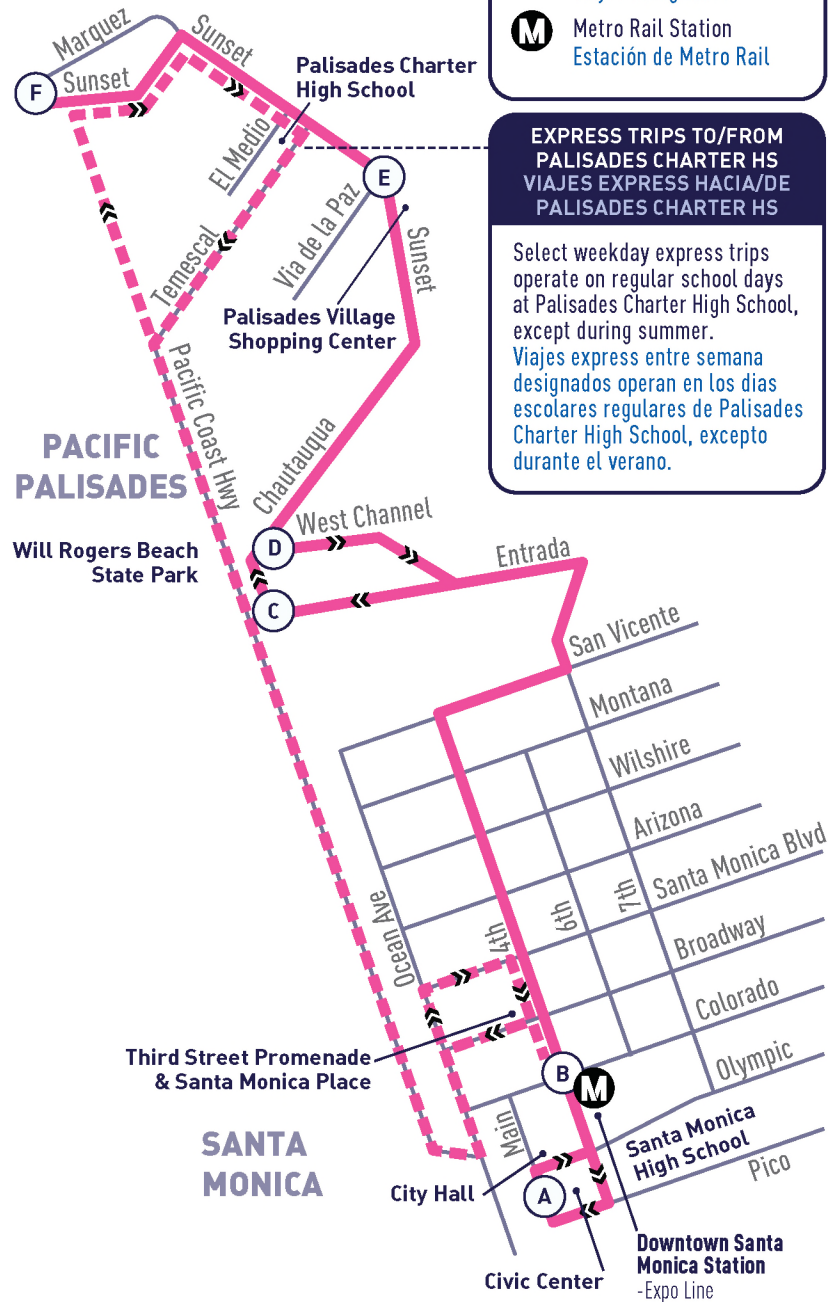 M
Metro Rail Station
Estación de Metro Rail
EXPRESS TRIPS TO/FROM
PALISADES CHARTER HS
VIAJES EXPRESS HACIA/DE
PALISADES CHARTER HS
Select weekday express trips
operate on regular school days
at Palisades Charter High School,
except during summer.
Viajes express entre semana
designados operan en los dias
escolares regulares de Palisades
Charter High School, excepto
durante el verano.
Marquez
Sunset
Sunset
F
Palisades Charter
High School
El Medio
E
Via de la Paz
Sunset
Temescal
Palisades Village
Shopping Center
Pacific Coast Hwy
PACIFIC
PALISADES
Chautauqua
West Channel
D
Will Rogers Beach
State Park
Entrada
C
San Vicente
Montana
Wilshire
Arizona
Santa Monica Blvd
Ocean Ave
4th
6th
7th
Broadway
Colorado
Olympic
Third Street Promenade
& Santa Monica Place
B
M
Main
SANTA
MONICA
Santa Monica
High School
Pico
City Hall
A
Civic Center
Downtown Santa
Monica Station
-Expo Line